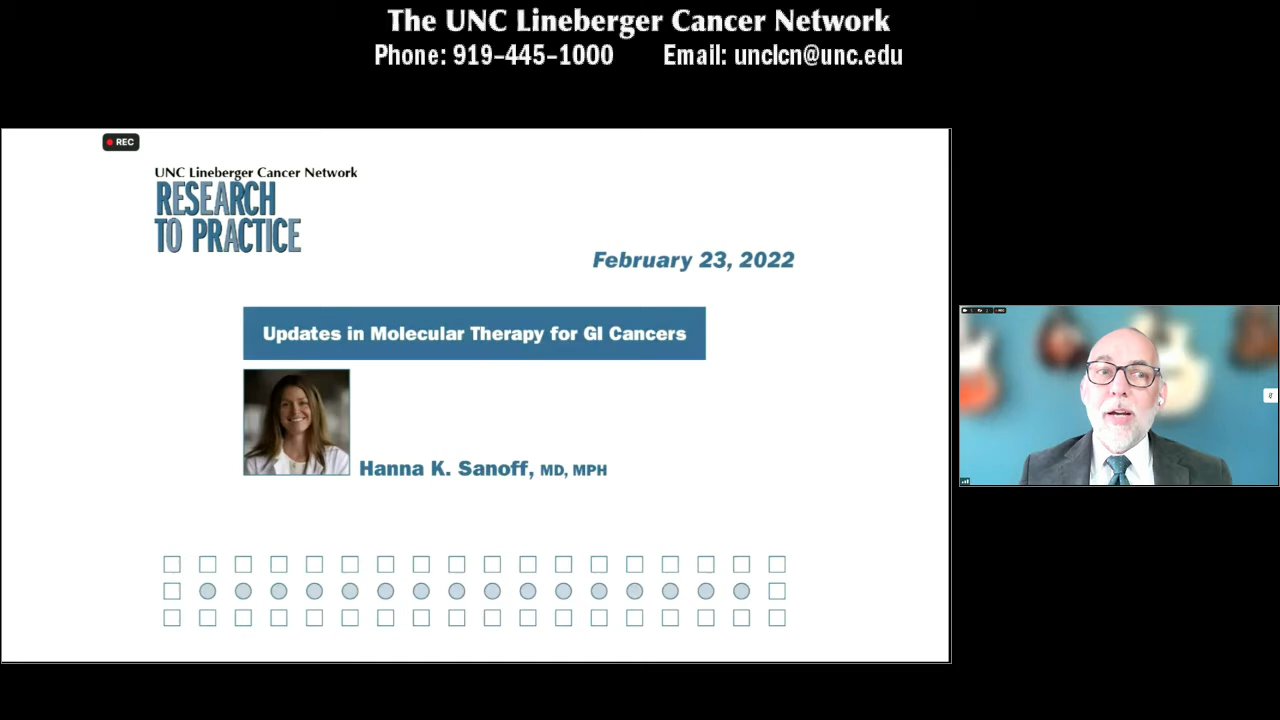 The UNC Lineberger Cancer Network
Phone: 919-445-1000 Email: unclcn@unc.edu
REC
UNC Lineberger Cancer Network
RESEARCH
TO PRACTICE
February 23, 2022
Updates in Molecular Therapy for GI Cancers
Hanna K. Sanoff, MD, MPH